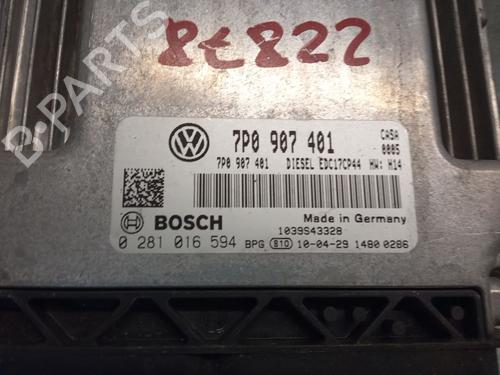 8E822
7P0 907 401
CASA
0005
7P0 907 401 DIESEL EDC17CP44 HW: H14
BOSCH
Made in Germany
1039S43328
0 281 016 594 BPG 810 10-04-29 1480 0286